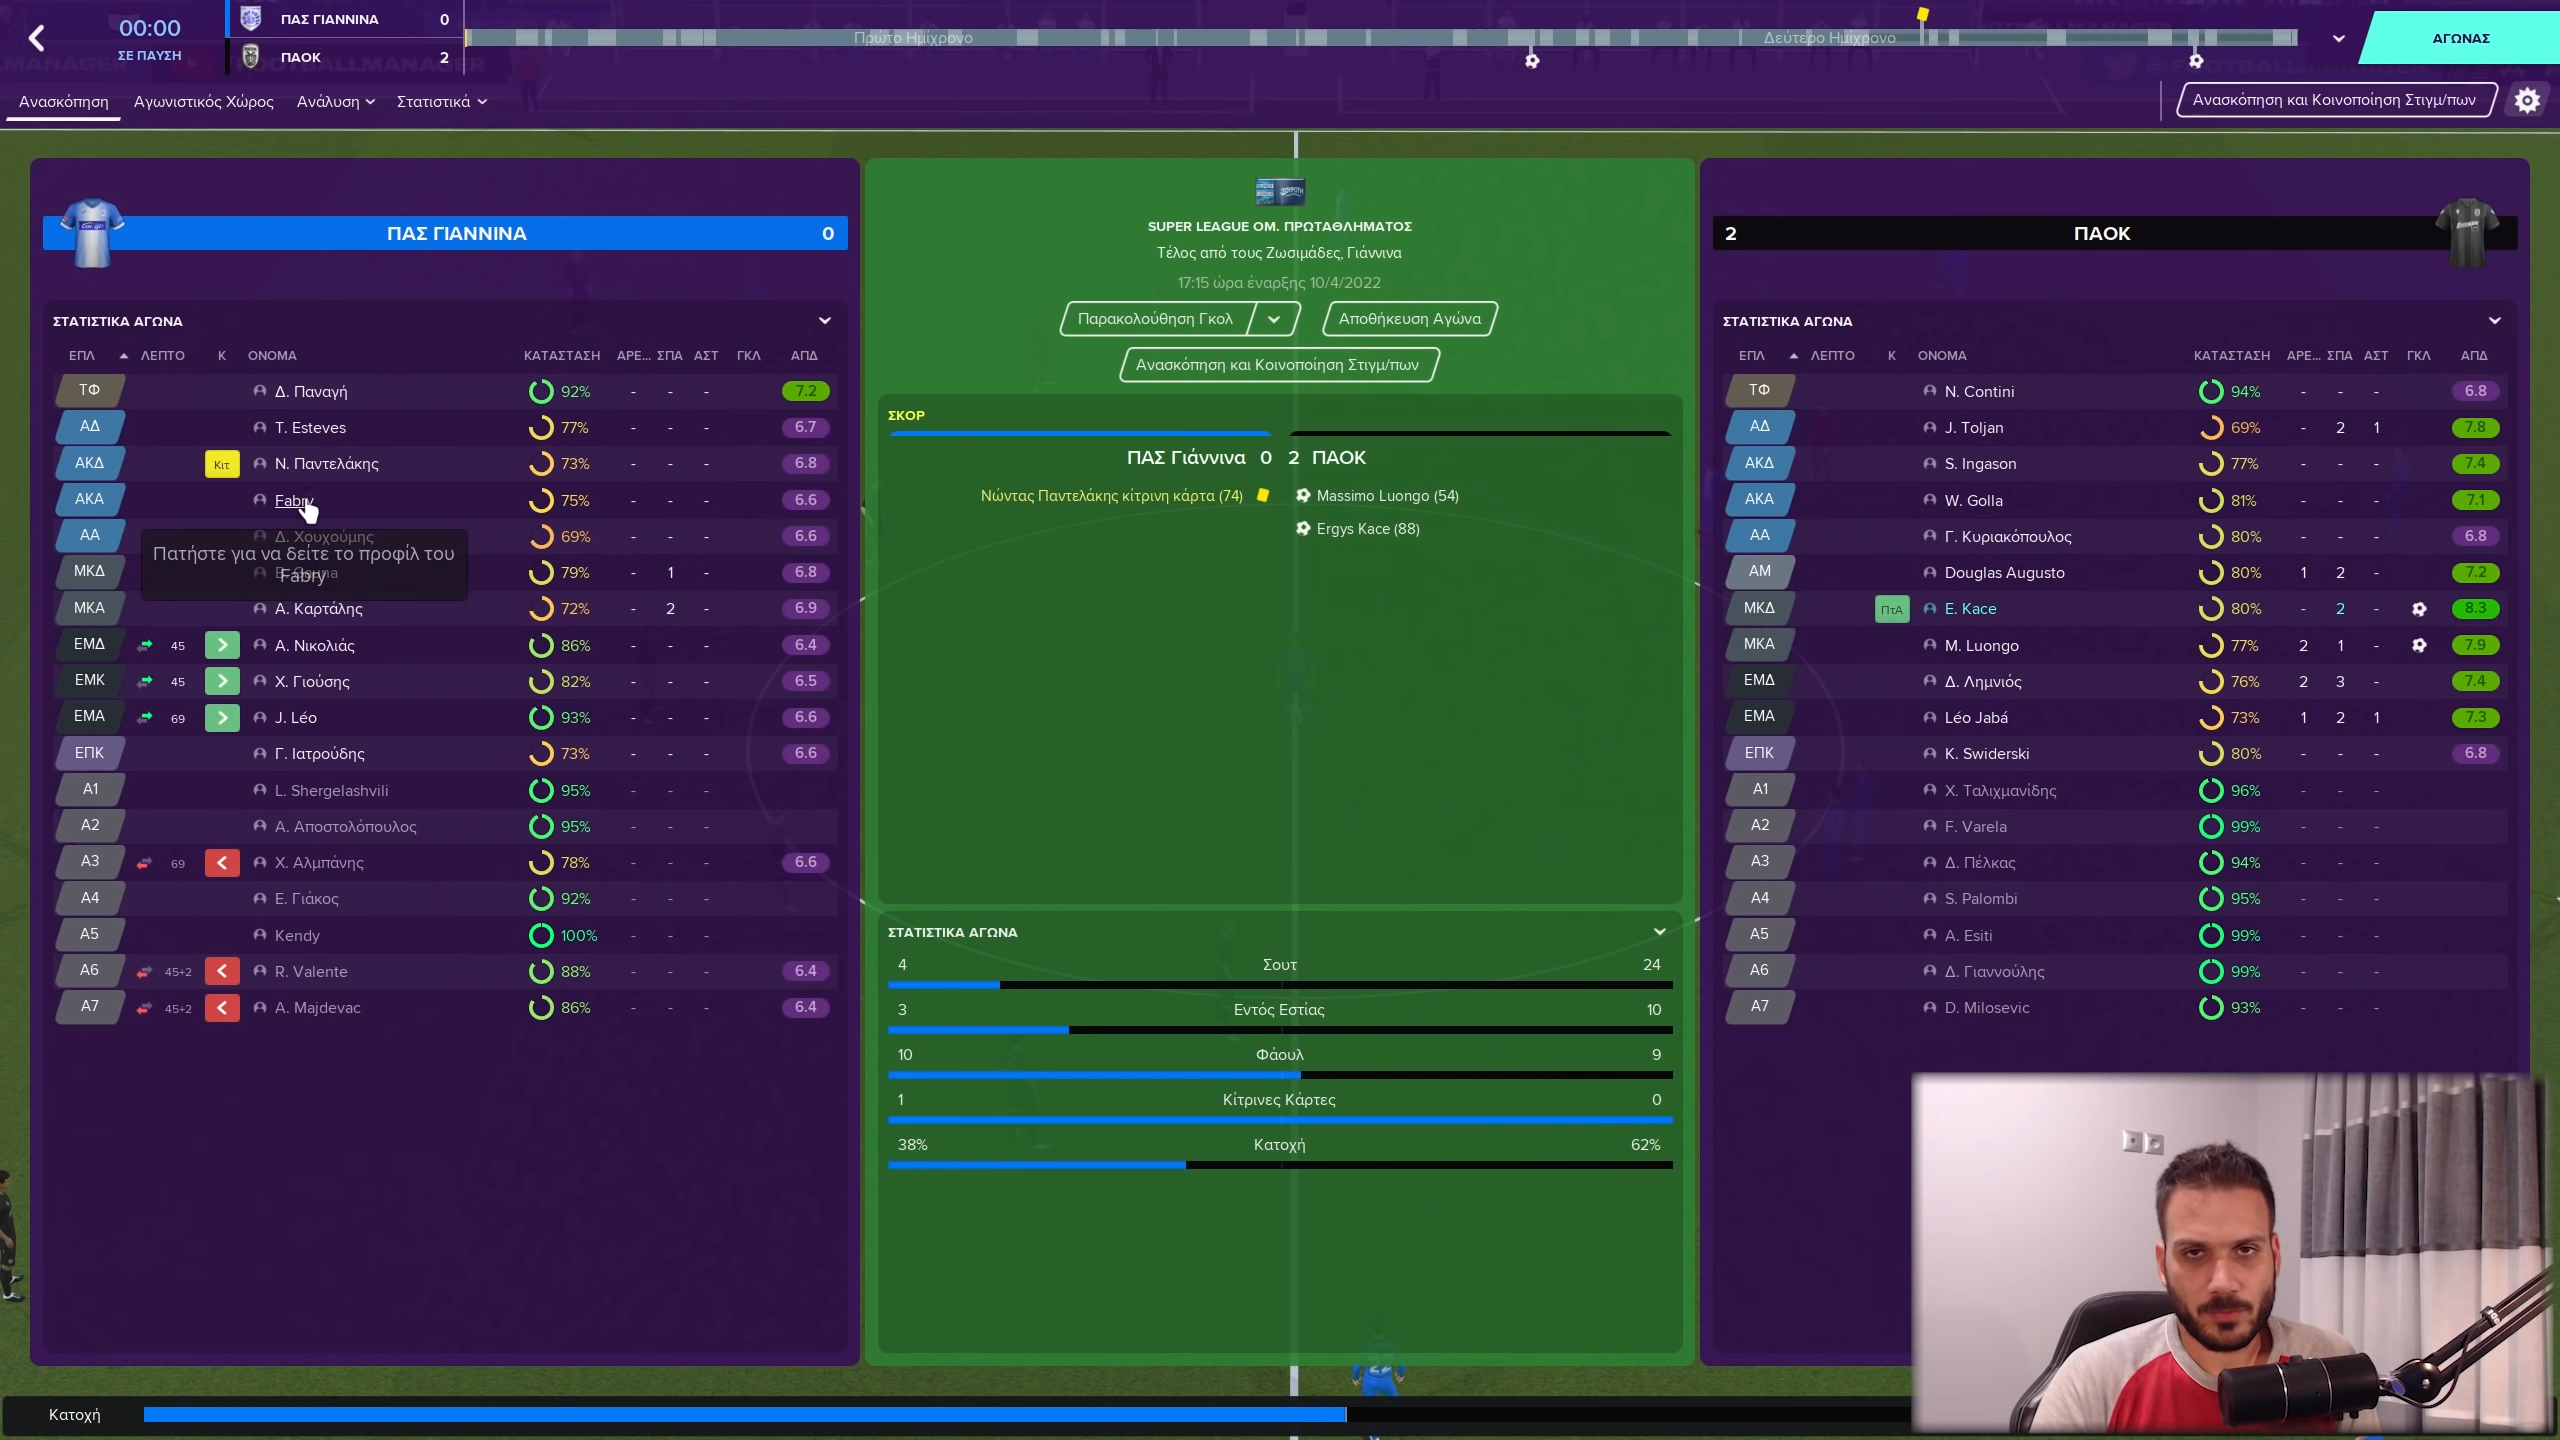 00:00
ΣΕ ΠΑΥΣΗ
ΠΑΣ ΓΙΑΝΝΙΝΑ 0
ΠΑΟΚ 2
Πρώτο Ημίχρονο
Δεύτερο Ημίχρονο
ΑΓΩΝΑΣ
Ανασκόπηση Αγωνιστικός Χώρος Ανάλυση Στατιστικά
Ανασκόπηση και Κοινοποίηση Στιγμ/πων
ΠΑΣ ΓΙΑΝΝΙΝΑ 0
ΣΤΑΤΙΣΤΙΚΑ ΑΓΩΝΑ
ΕΠΛ ΛΕΠΤΟ Κ ΟΝΟΜΑ ΚΑΤΑΣΤΑΣΗ ΑΡΕ... ΣΠΑ ΑΣΤ ΓΚΛ ΑΠΔ
ΤΦ Δ. Παναγή 92% - - - 7.2
ΑΔ T. Esteves 77% - - - 6.7
ΑΚΔ Κιτ Ν. Παντελάκης 73% - - - 6.8
ΑΚΑ Fabry 75% - - - 6.6
ΑΑ Δ. Χουχούμης 69% - - - 6.6
Πατήστε για να δείτε το προφίλ του
Fabry
ΜΚΔ 79% - 1 - 6.8
ΜΚΑ Α. Καρτάλης 72% - 2 - 6.9
ΕΜΔ 45 Α. Νικολιάς 86% - - - 6.4
ΕΜΚ 45 Χ. Γιούσης 82% - - - 6.5
ΕΜΑ 69 J. Léo 93% - - - 6.6
ΕΠΚ Γ. Ιατρούδης 73% - - - 6.6
Α1 L. Shergelashvili 95% - - -
Α2 Α. Αποστολόπουλος 95% - - -
Α3 69 Χ. Αλμπάνης 78% - - - 6.6
Α4 Ε. Γιάκος 92% - - -
Α5 Kendy 100% - - -
Α6 45+2 R. Valente 88% - - - 6.4
Α7 45+2 A. Majdevac 86% - - - 6.4
SUPER LEAGUE ΟΜ. ΠΡΩΤΑΘΛΗΜΑΤΟΣ
Τέλος από τους Ζωσιμάδες, Γιάννινα
17:15 ώρα έναρξης 10/4/2022
Παρακολούθηση Γκολ
Αποθήκευση Αγώνα
Ανασκόπηση και Κοινοποίηση Στιγμ/πων
ΣΚΟΡ
ΠΑΣ Γιάννινα 0 2 ΠΑΟΚ
Νώντας Παντελάκης κίτρινη κάρτα (74) Massimo Luongo (54)
Ergys Kace (88)
ΣΤΑΤΙΣΤΙΚΑ ΑΓΩΝΑ
4 Σουτ 24
3 Εντός Εστίας 10
10 Φάουλ 9
1 Κίτρινες Κάρτες 0
38% Κατοχή 62%
2 ΠΑΟΚ
ΣΤΑΤΙΣΤΙΚΑ ΑΓΩΝΑ
ΕΠΛ ΛΕΠΤΟ Κ ΟΝΟΜΑ ΚΑΤΑΣΤΑΣΗ ΑΡΕ... ΣΠΑ ΑΣΤ ΓΚΛ ΑΠΔ
ΤΦ N. Contini 94% - - - 6.8
ΑΔ J. Toljan 69% - 2 1 7.8
ΑΚΔ S. Ingason 77% - - - 7.4
ΑΚΑ W. Golla 81% - - - 7.1
ΑΑ Γ. Κυριακόπουλος 80% - - - 6.8
ΑΜ Douglas Augusto 80% 1 2 - 7.2
ΜΚΔ ΠτΑ E. Kace 80% - 2 - 8.3
ΜΚΑ M. Luongo 77% 2 1 - 7.9
ΕΜΔ Δ. Λημνιός 76% 2 3 - 7.4
ΕΜΑ Léo Jabá 73% 1 2 1 7.3
ΕΠΚ K. Swiderski 80% - - - 6.8
Α1 Χ. Ταλιχμανίδης 96% - - -
Α2 F. Varela 99% - - -
Α3 Δ. Πέλκας 94% - - -
Α4 S. Palombi 95% - - -
Α5 A. Esiti 99% - - -
Α6 Δ. Γιαννούλης 99% - - -
Α7 D. Milosevic 93% - - -
Κατοχή